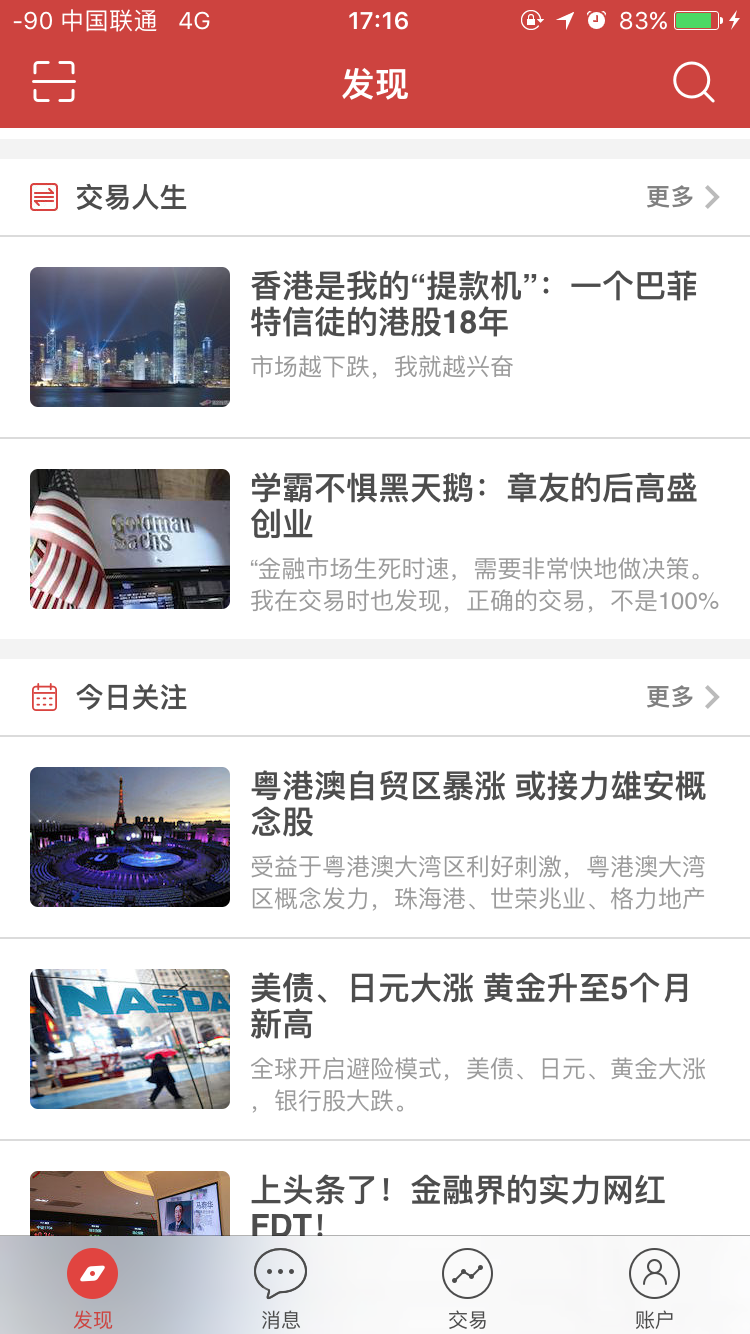 -90 中国联通 4G 17:16 83%
发现
交易人生 更多
香港是我的“提款机”：一个巴菲
特信徒的港股18年
市场越下跌，我就越兴奋
Goldman
Sachs
学霸不惧黑天鹅：章友的后高盛
创业
“金融市场生死时速，需要非常快地做决策。
我在交易时也发现，正确的交易，不是100%
今日关注 更多
粤港澳自贸区暴涨 或接力雄安概
念股
受益于粤港澳大湾区利好刺激，粤港澳大湾
区概念发力，珠海港、世荣兆业、格力地产
NASDA
美债、日元大涨 黄金升至5个月
新高
全球开启避险模式，美债、日元、黄金大涨
，银行股大跌。
上头条了！金融界的实力网红
FDT！
发现 消息 交易 账户